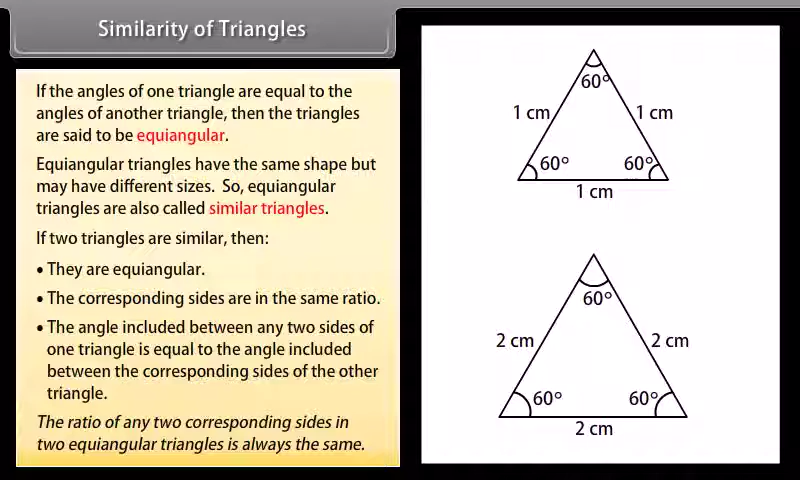 Similarity of Triangles
If the angles of one triangle are equal to the
angles of another triangle, then the triangles
are said to be equiangular.
Equiangular triangles have the same shape but
may have different sizes.  So, equiangular
triangles are also called similar triangles.
If two triangles are similar, then:
• They are equiangular.
• The corresponding sides are in the same ratio.
• The angle included between any two sides of
one triangle is equal to the angle included
between the corresponding sides of the other
triangle.
The ratio of any two corresponding sides in
two equiangular triangles is always the same.
60°
1 cm 1 cm
60° 60°
1 cm
60°
2 cm 2 cm
60° 60°
2 cm